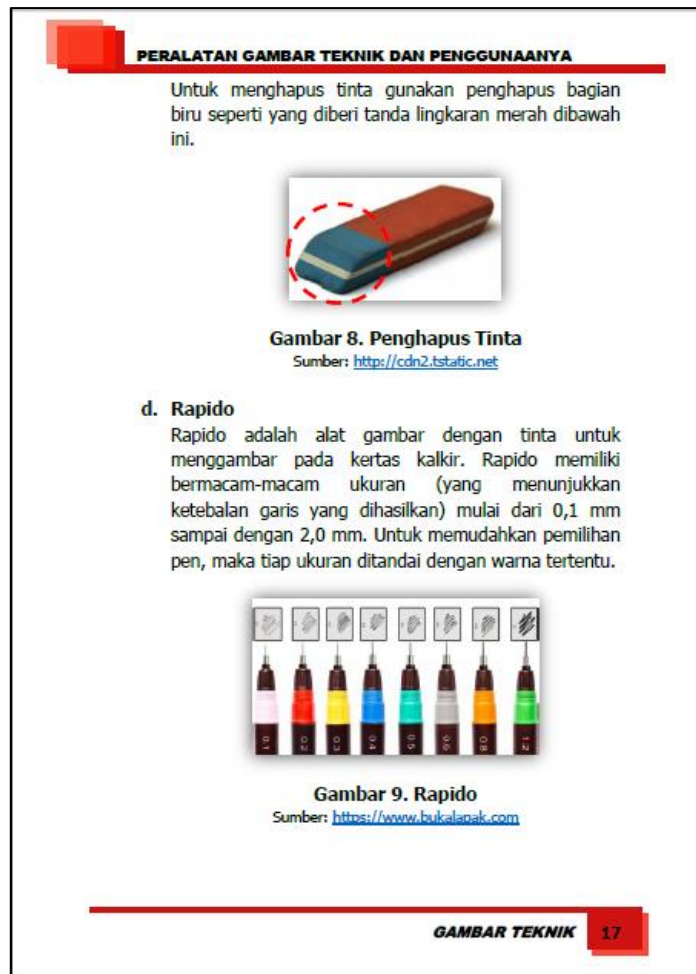 PERALATAN GAMBAR TEKNIK DAN PENGGUNAANYA
Untuk menghapus tinta gunakan penghapus bagian
biru seperti yang diberi tanda lingkaran merah dibawah
ini.
Gambar 8. Penghapus Tinta
Sumber: http://cdn2.tstatic.net
d. Rapido
Rapido adalah alat gambar dengan tinta untuk
menggambar pada kertas kalkir. Rapido memiliki
bermacam-macam ukuran (yang menunjukkan
ketebalan garis yang dihasilkan) mulai dari 0,1 mm
sampai dengan 2,0 mm. Untuk memudahkan pemilihan
pen, maka tiap ukuran ditandai dengan warna tertentu.
0.1 0.2 0.3 0.4 0.5 0.6 0.8 1.2
Gambar 9. Rapido
Sumber: https://www.bukalapak.com
GAMBAR TEKNIK 17